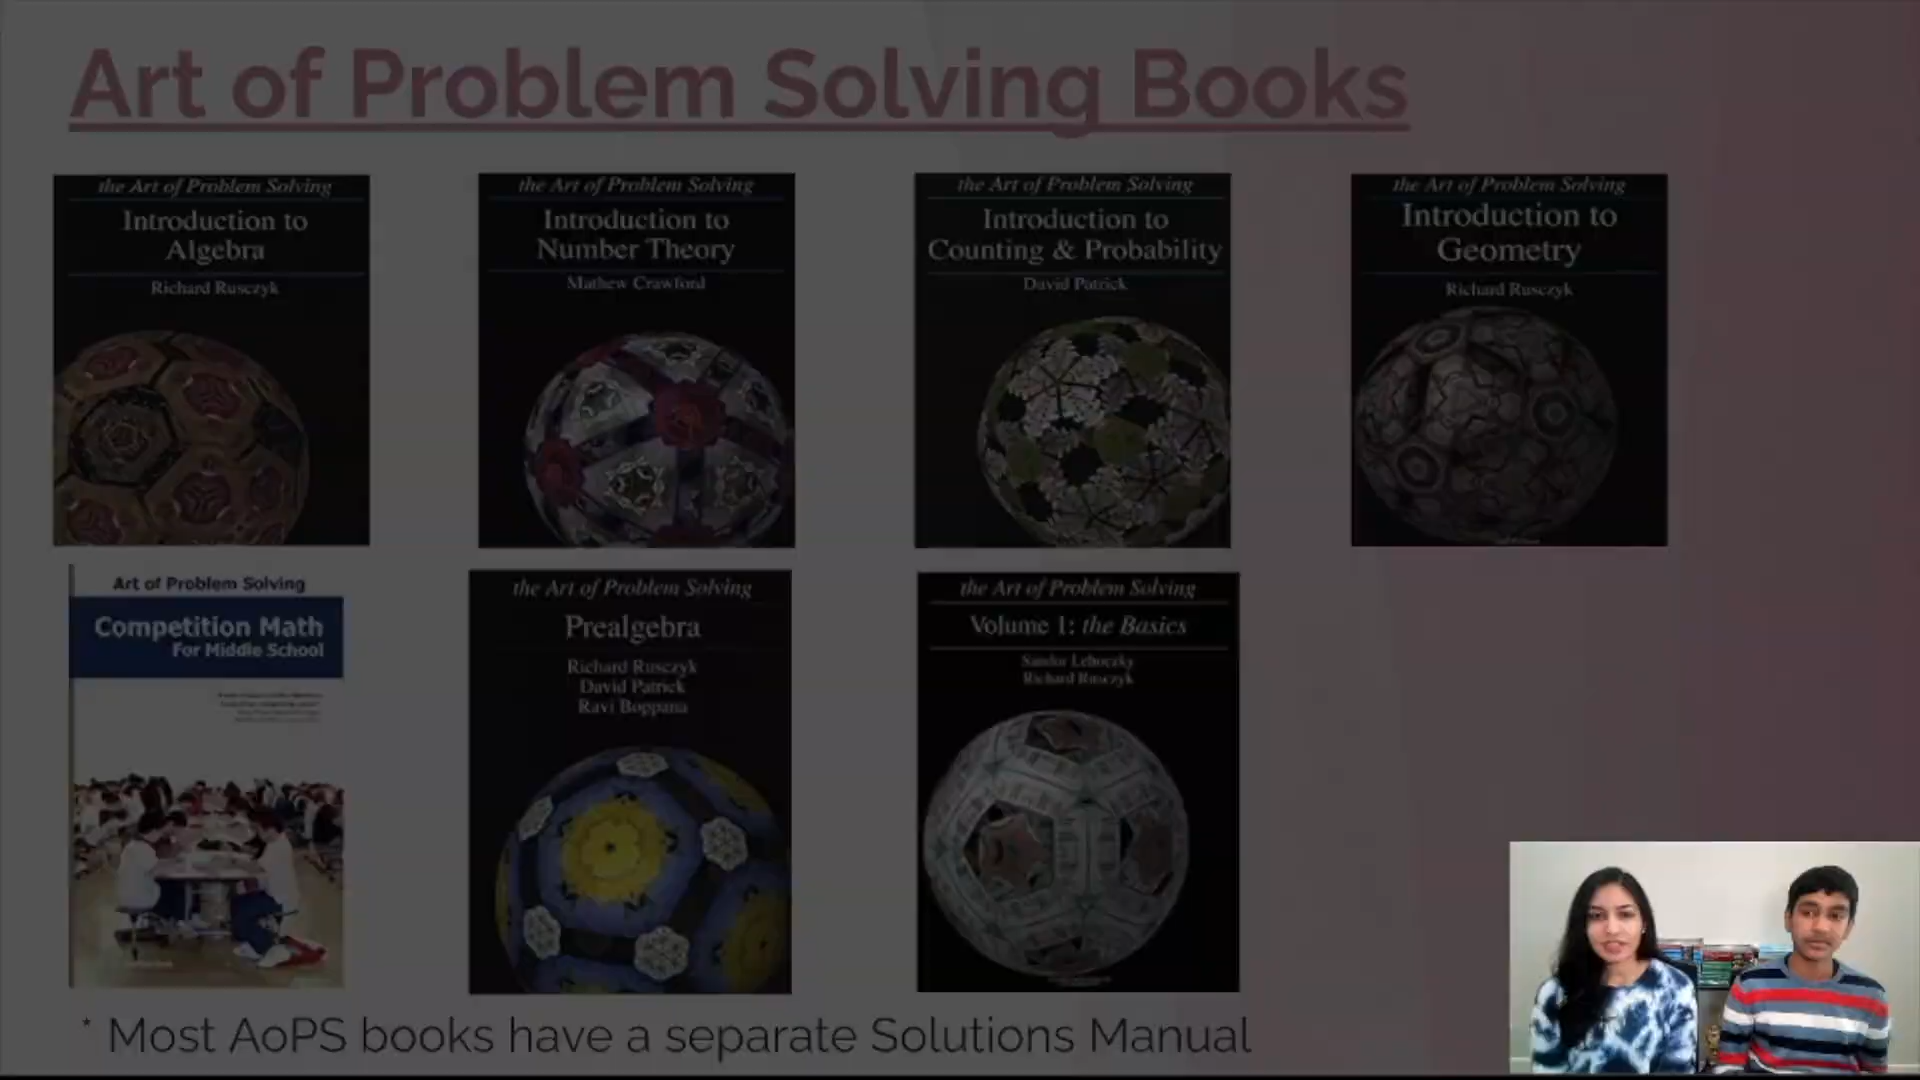 Art of Problem Solving Books
the Art of Problem Solving
Introduction to
Algebra
Richard Rusczyk
the Art of Problem Solving
Introduction to
Number Theory
Mathew Crawford
the Art of Problem Solving
Introduction to
Counting & Probability
David Patrick
the Art of Problem Solving
Introduction to
Geometry
Richard Rusczyk
Art of Problem Solving
Competition Math
For Middle School
the Art of Problem Solving
Prealgebra
Richard Rusczyk
David Patrick
Ravi Boppana
the Art of Problem Solving
Volume 1: the Basics
Sandor Lehoczky
Richard Rusczyk
* Most AoPS books have a separate Solutions Manual